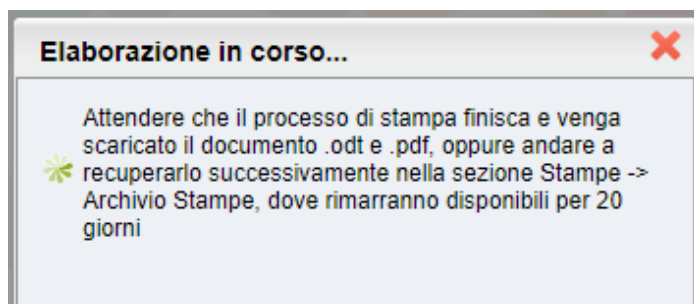 Elaborazione in corso...
Attendere che il processo di stampa finisca e venga
scaricato il documento .odt e .pdf, oppure andare a
recuperarlo successivamente nella sezione Stampe ->
Archivio Stampe, dove rimarranno disponibili per 20
giorni